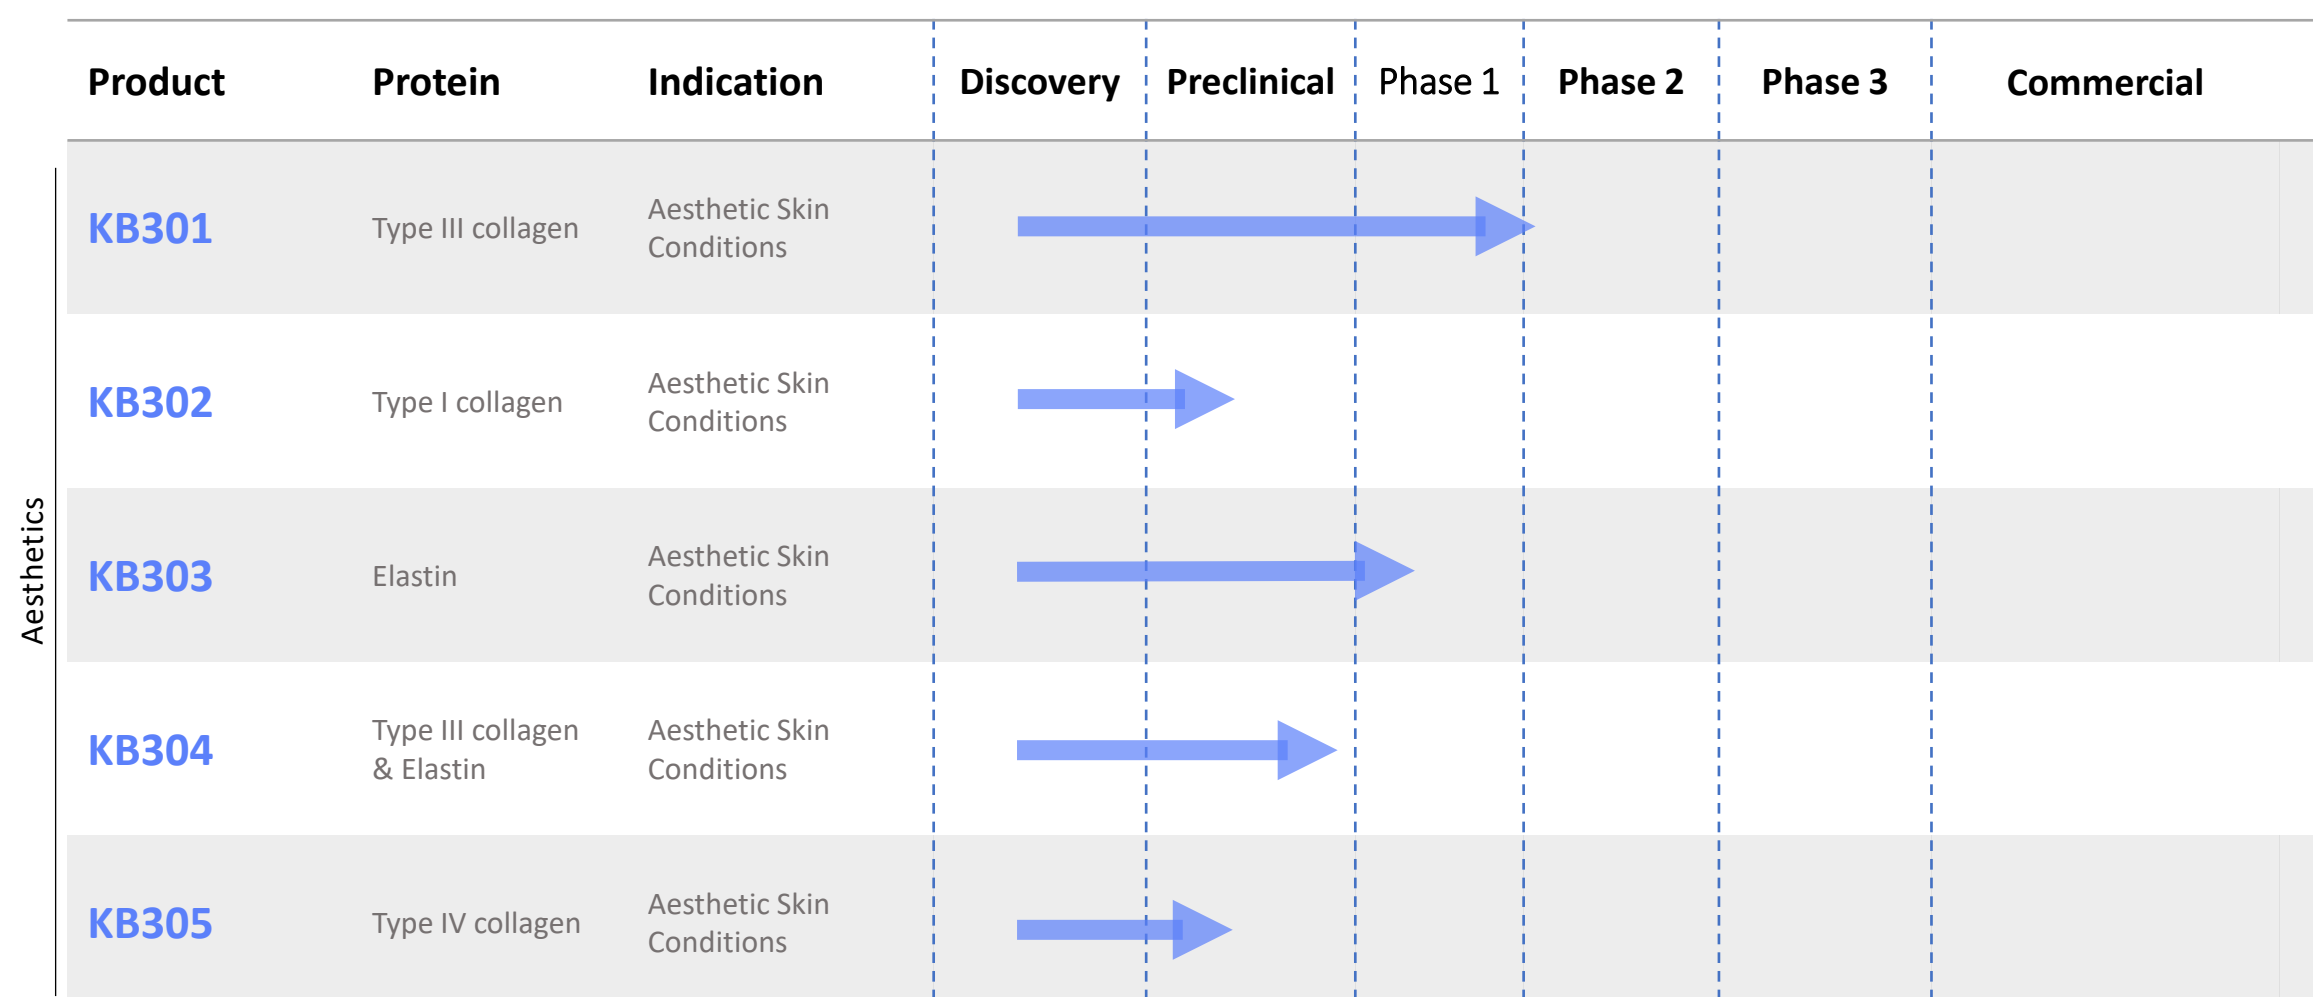 Product Protein Indication Discovery Preclinical Phase 1 Phase 2 Phase 3 Commercial
Aesthetics
KB301 Type III collagen Aesthetic Skin
Conditions
KB302 Type I collagen Aesthetic Skin
Conditions
KB303 Elastin Aesthetic Skin
Conditions
KB304 Type III collagen Aesthetic Skin
& Elastin Conditions
KB305 Type IV collagen Aesthetic Skin
Conditions